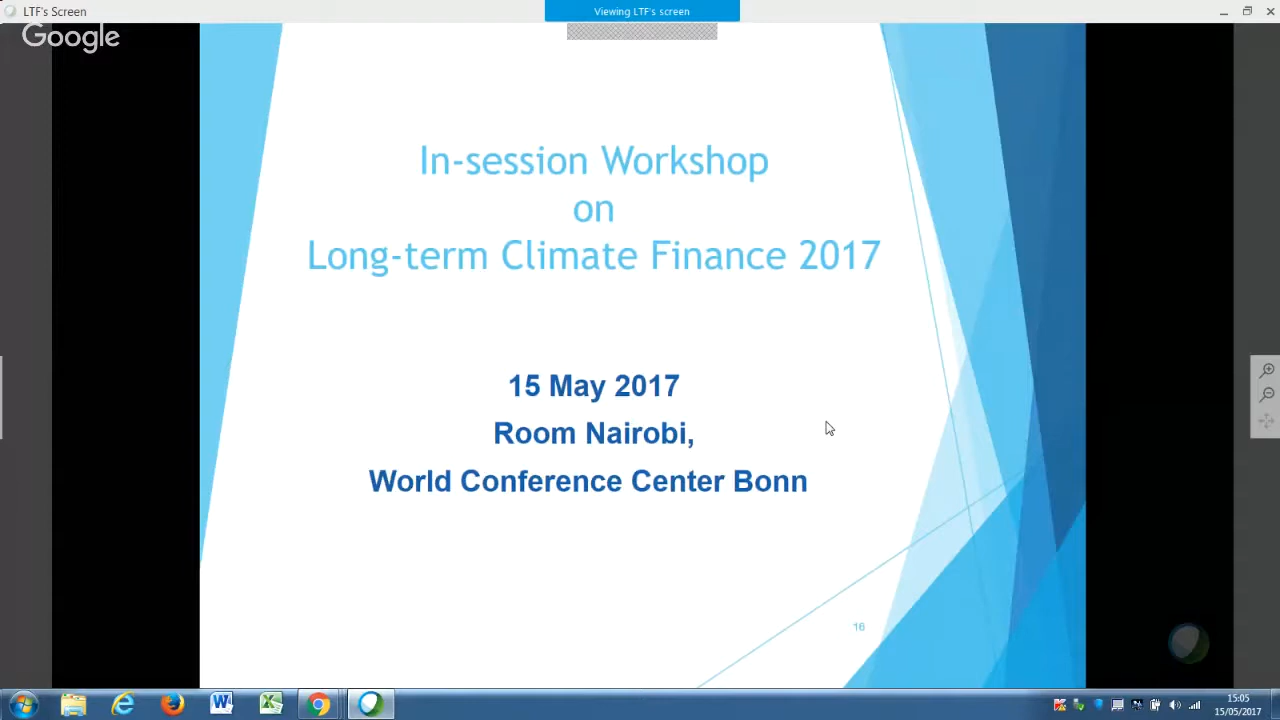 LTF's Screen
Viewing LTF's screen
Google
In-session Workshop
on
Long-term Climate Finance 2017
15 May 2017
Room Nairobi,
World Conference Center Bonn
16
15:05
15/05/2017